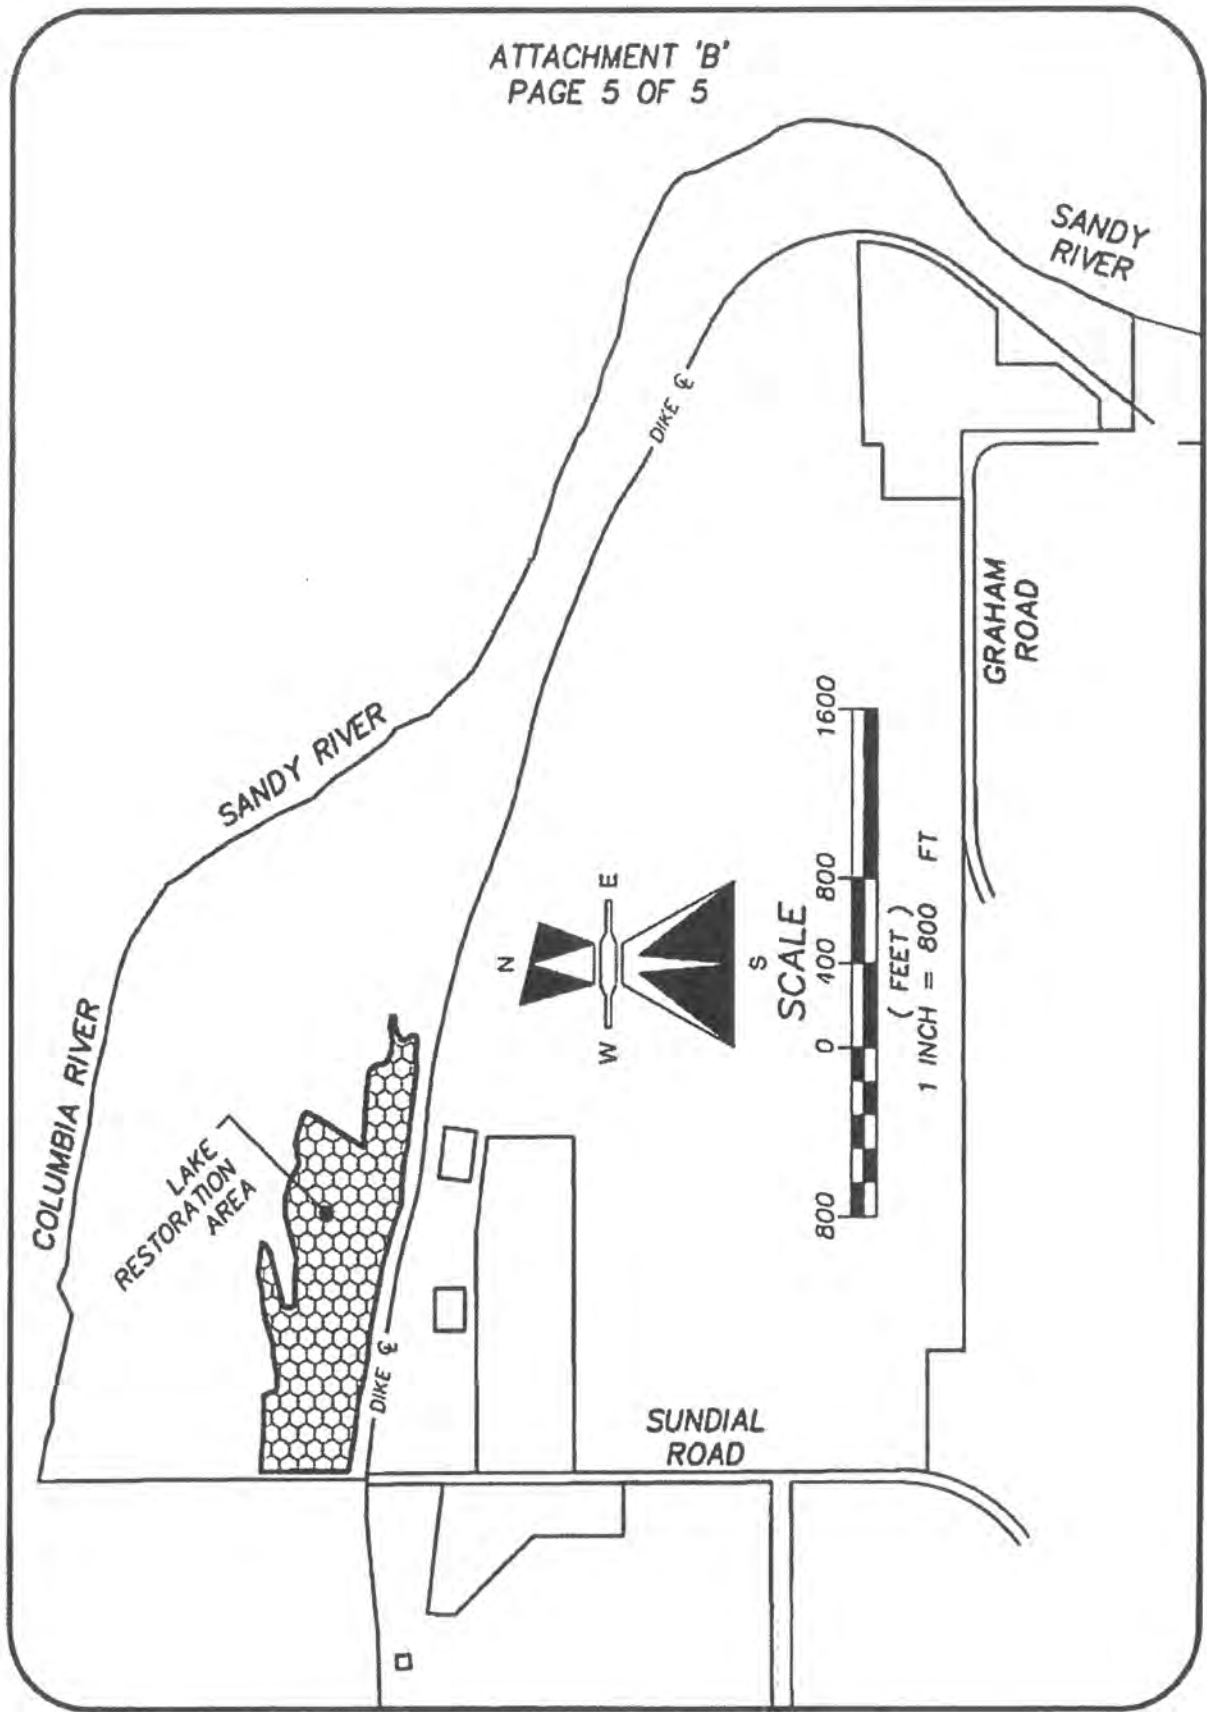 ATTACHMENT 'B'
PAGE 5 OF 5
SANDY
RIVER
DIKE ℄
SANDY RIVER
COLUMBIA RIVER
LAKE
RESTORATION
AREA
DIKE ℄
GRAHAM
ROAD
SUNDIAL
ROAD
N
W
E
S
SCALE
800 0 400 800 1600
( FEET )
1 INCH = 800 FT